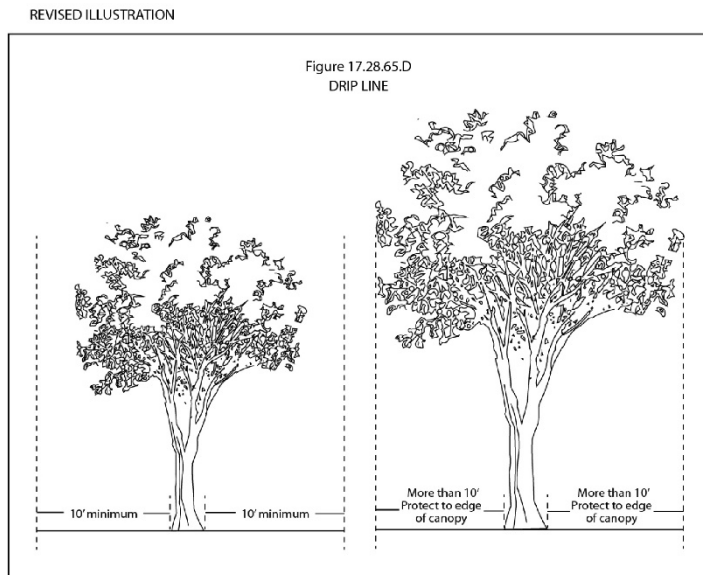 REVISED ILLUSTRATION
Figure 17.28.65.D
DRIP LINE
10' minimum
10' minimum
More than 10'
Protect to edge
of canopy
More than 10'
Protect to edge
of canopy